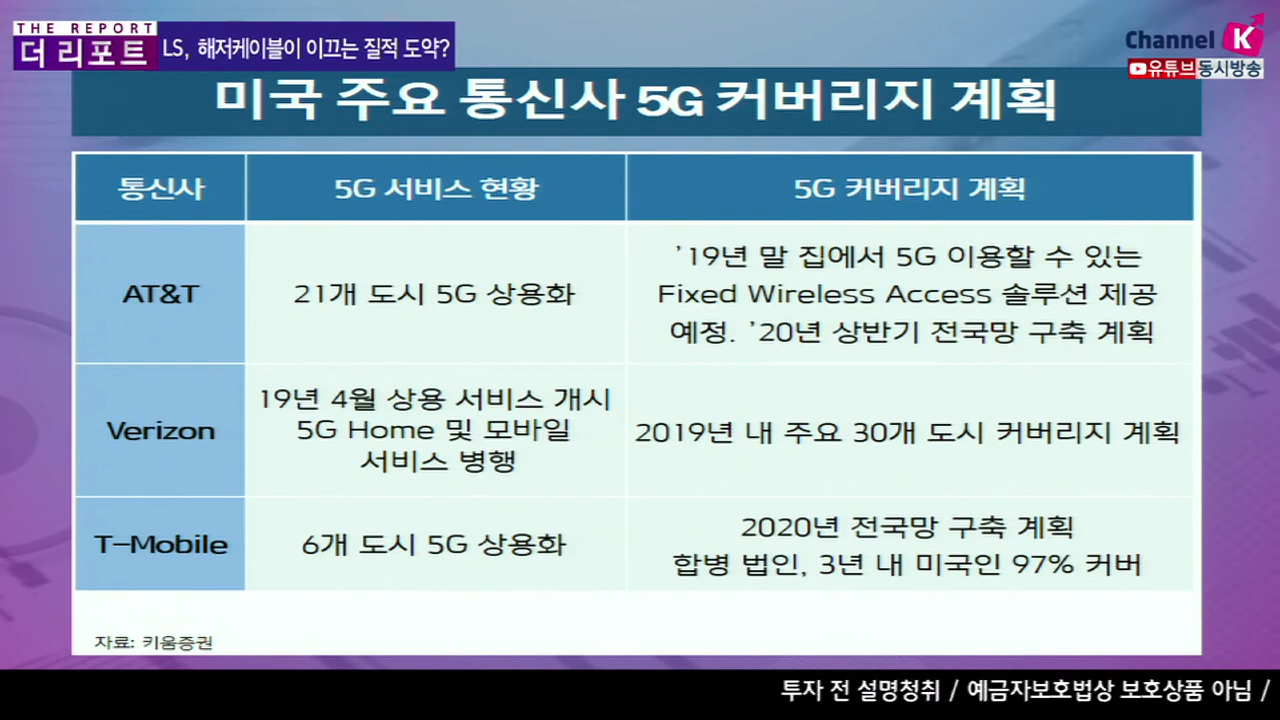 THE REPORT
더 리포트
LS, 해저케이블이 이끄는 질적 도약?
Channel K
유튜브동시방송
미국 주요 통신사 5G 커버리지 계획
통신사
5G 서비스 현황
5G 커버리지 계획
AT&T
21개 도시 5G 상용화
’19년 말 집에서 5G 이용할 수 있는
Fixed Wireless Access 솔루션 제공
예정. ’20년 상반기 전국망 구축 계획
Verizon
19년 4월 상용 서비스 개시
5G Home 및 모바일
서비스 병행
2019년 내 주요 30개 도시 커버리지 계획
T-Mobile
6개 도시 5G 상용화
2020년 전국망 구축 계획
합병 법인, 3년 내 미국인 97% 커버
자료: 키움증권
투자 전 설명청취 / 예금자보호법상 보호상품 아님 /